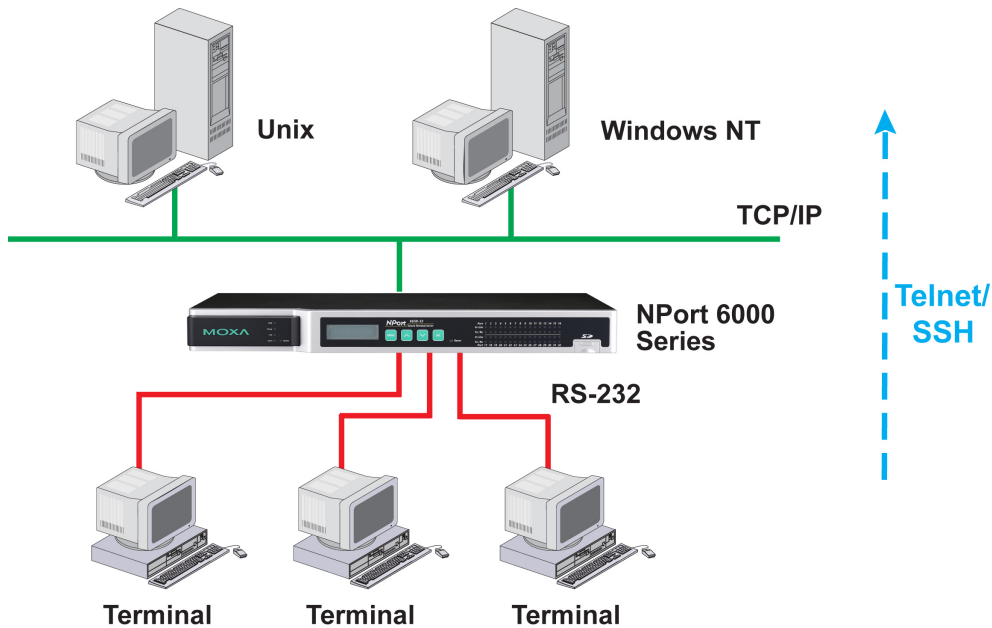 Unix
Windows NT
TCP/IP
MOXA
NPort
NPort 6000
Series
Telnet/
SSH
RS-232
Terminal
Terminal
Terminal